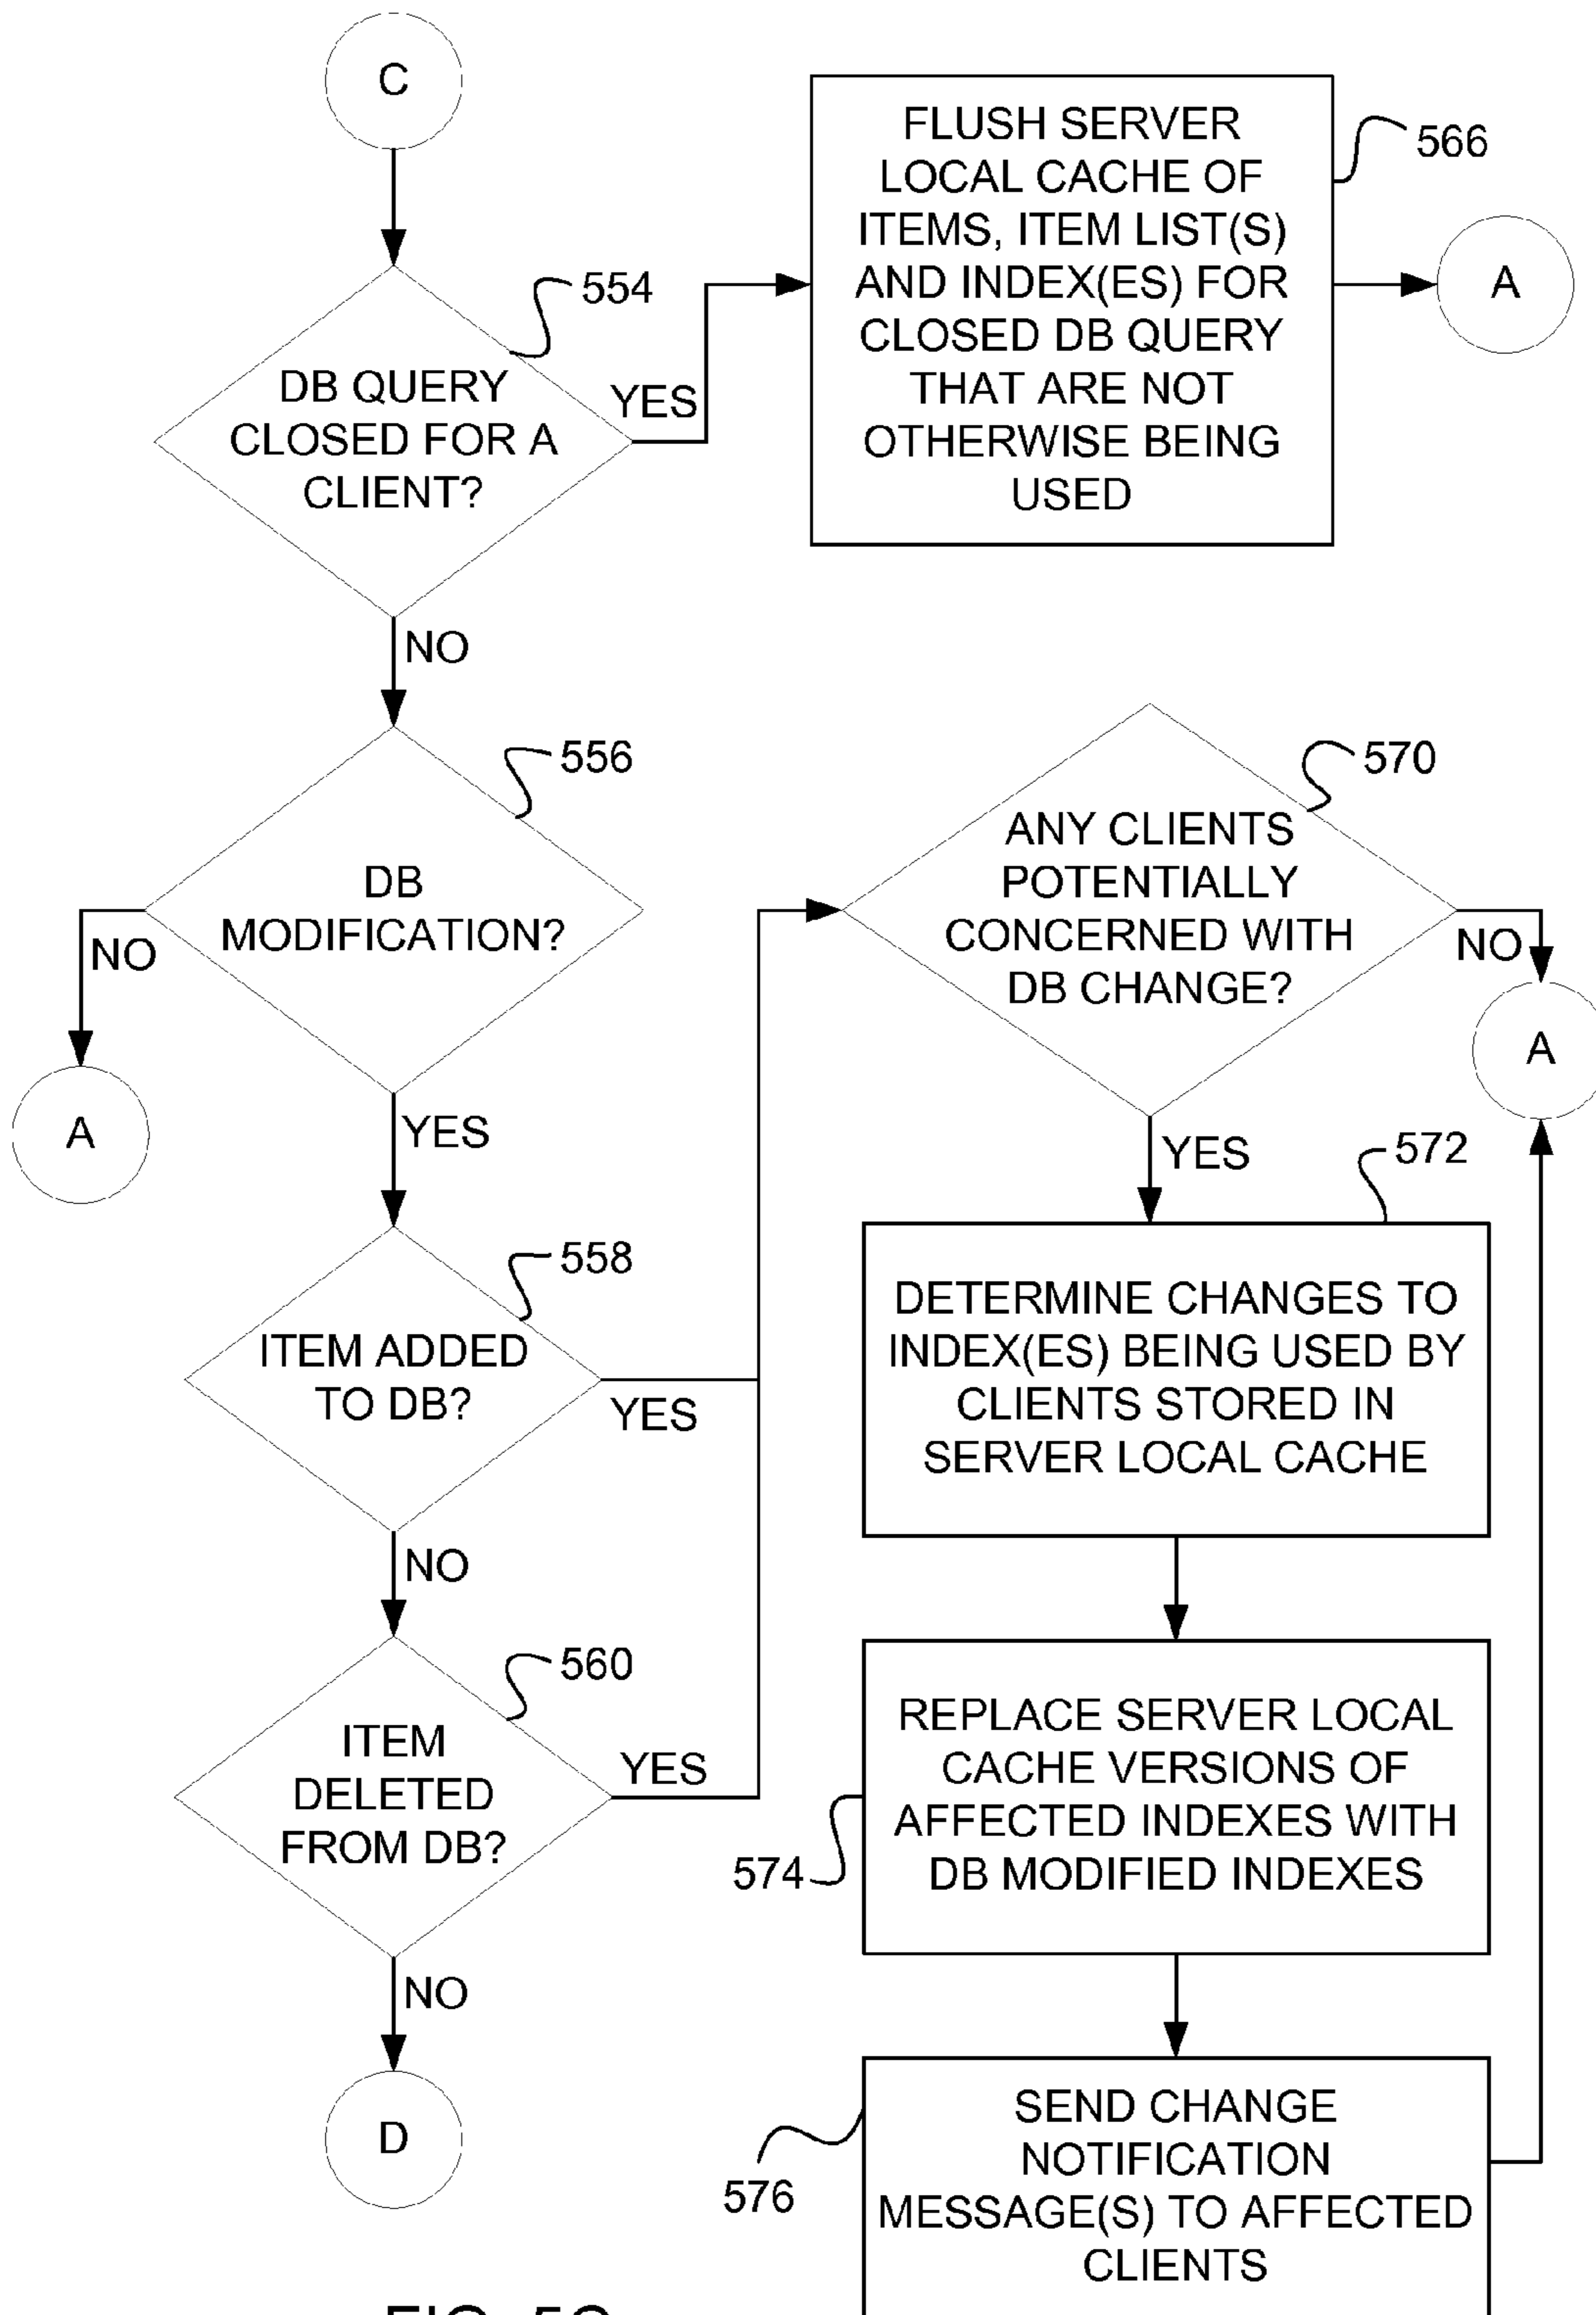 C
554
DB QUERY
CLOSED FOR A
CLIENT?
YES
FLUSH SERVER
LOCAL CACHE OF
ITEMS, ITEM LIST(S)
AND INDEX(ES) FOR
CLOSED DB QUERY
THAT ARE NOT
OTHERWISE BEING
USED
566
A
NO
556
DB
MODIFICATION?
NO
A
YES
570
ANY CLIENTS
POTENTIALLY
CONCERNED WITH
DB CHANGE?
NO
A
YES
558
ITEM ADDED
TO DB?
YES
NO
572
DETERMINE CHANGES TO
INDEX(ES) BEING USED BY
CLIENTS STORED IN
SERVER LOCAL CACHE
560
ITEM
DELETED
FROM DB?
YES
NO
D
REPLACE SERVER LOCAL
CACHE VERSIONS OF
AFFECTED INDEXES WITH
DB MODIFIED INDEXES
574
SEND CHANGE
NOTIFICATION
MESSAGE(S) TO AFFECTED
CLIENTS
576